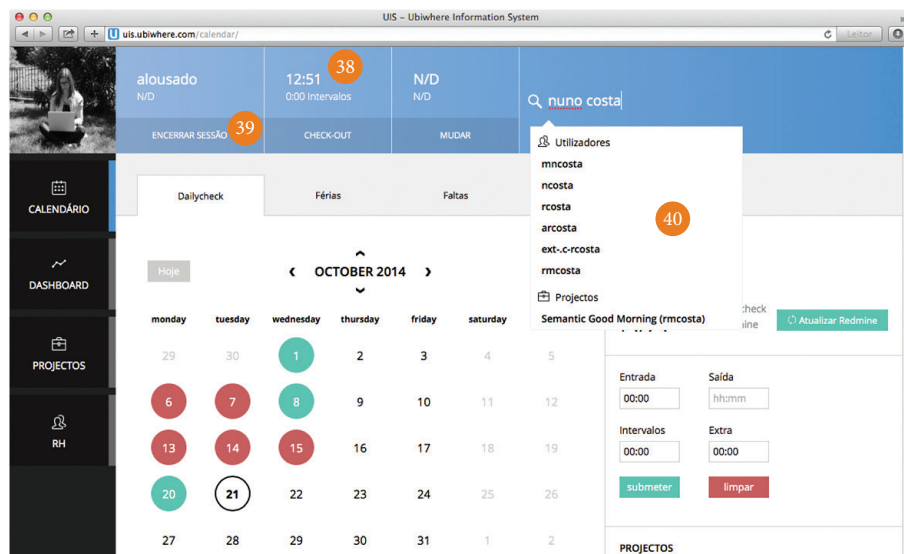 UIS – Ubiwhere Information System
uis.ubiwhere.com/calendar/
Leitor
alousado
N/D
ENCERRAR SESSÃO
39
12:51
38
0:00 Intervalos
CHECK-OUT
N/D
N/D
MUDAR
nuno costa
Utilizadores
mncosta
ncosta
rcosta
arcosta
ext-.c-rcosta
rmcosta
40
Projectos
Semantic Good Morning (rmcosta)
CALENDÁRIO
DASHBOARD
PROJECTOS
RH
Dailycheck Férias Faltas
Hoje
OCTOBER 2014
monday tuesday wednesday thursday friday saturday
29 30 1 2 3 4 5
6 7 8 9 10 11 12
13 14 15 16 17 18 19
20 21 22 23 24 25 26
27 28 29 30 31 1 2
Atualizar Redmine
Entrada Saída
00:00 hh:mm
Intervalos Extra
00:00 00:00
submeter limpar
PROJECTOS